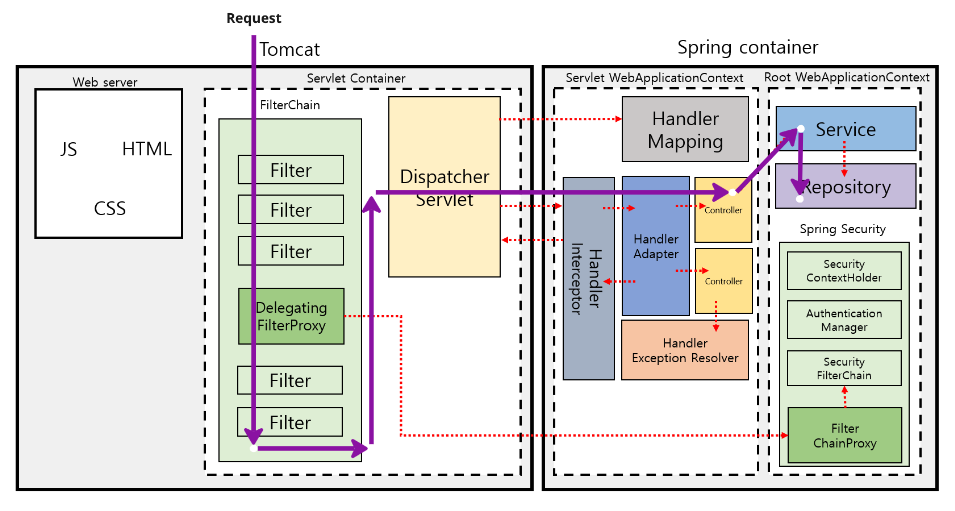 Request
Tomcat
Spring container
Web server
JS
HTML
CSS
Servlet Container
FilterChain
Filter
Filter
Filter
Delegating
FilterProxy
Filter
Filter
Dispatcher
Servlet
Servlet WebApplicationContext
Handler
Mapping
Handler
Interceptor
Handler
Adapter
Controller
Controller
Handler
Exception Resolver
Root WebApplicationContext
Service
Repository
Spring Security
Security
ContextHolder
Authentication
Manager
Security
FilterChain
Filter
ChainProxy